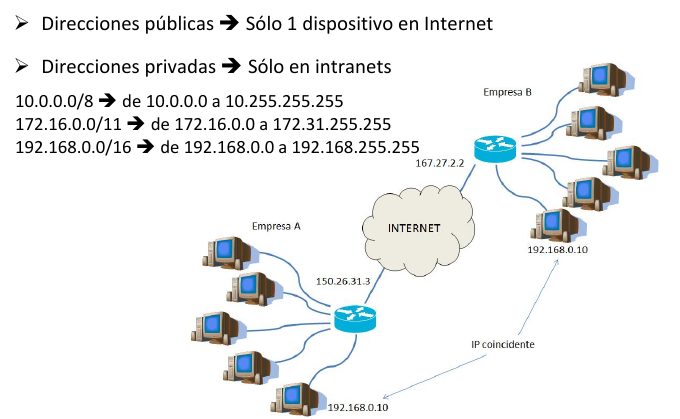 ➢ Direcciones públicas ➔ Sólo 1 dispositivo en Internet
➢ Direcciones privadas ➔ Sólo en intranets
10.0.0.0/8 ➔ de 10.0.0.0 a 10.255.255.255
172.16.0.0/11 ➔ de 172.16.0.0 a 172.31.255.255
192.168.0.0/16 ➔ de 192.168.0.0 a 192.168.255.255
Empresa B
167.27.2.2
192.168.0.10
INTERNET
Empresa A
150.26.31.3
IP coincidente
192.168.0.10